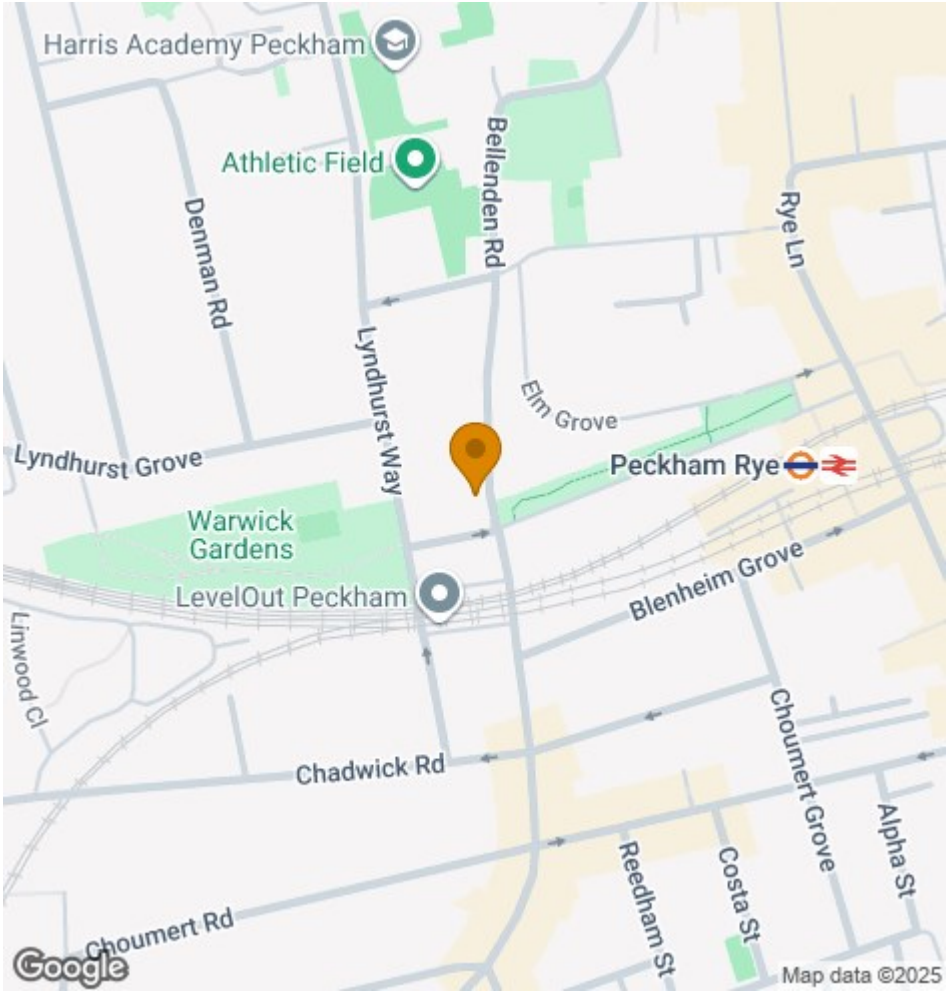 Harris Academy Peckham
Athletic Field
Bellenden Rd
Rye Ln
Denman Rd
Lyndhurst Way
Elm Grove
Lyndhurst Grove
Peckham Rye
Warwick
Gardens
LevelOut Peckham
Blenheim Grove
Linwood Cl
Choumert Grove
Chadwick Rd
Alpha St
Costa St
Reedham St
Choumert Rd
Google
Map data ©2025